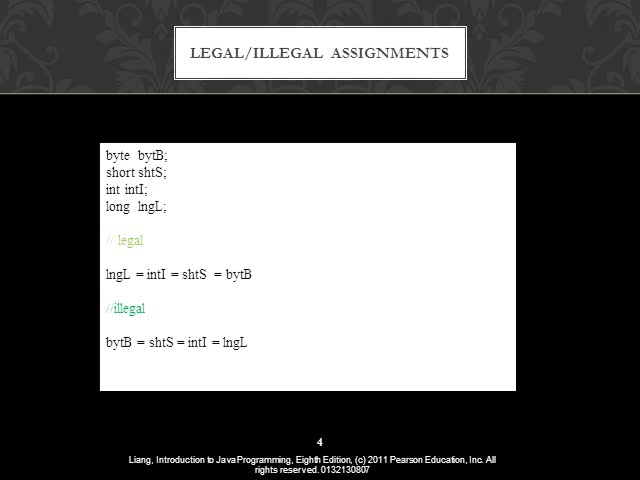 LEGAL/ILLEGAL ASSIGNMENTS
byte bytB;
short shtS;
int intI;
long lngL;
// legal
lngL = intI = shtS = bytB
//illegal
bytB = shtS = intI = lngL
4
Liang, Introduction to Java Programming, Eighth Edition, (c) 2011 Pearson Education, Inc. All
rights reserved. 0132130807